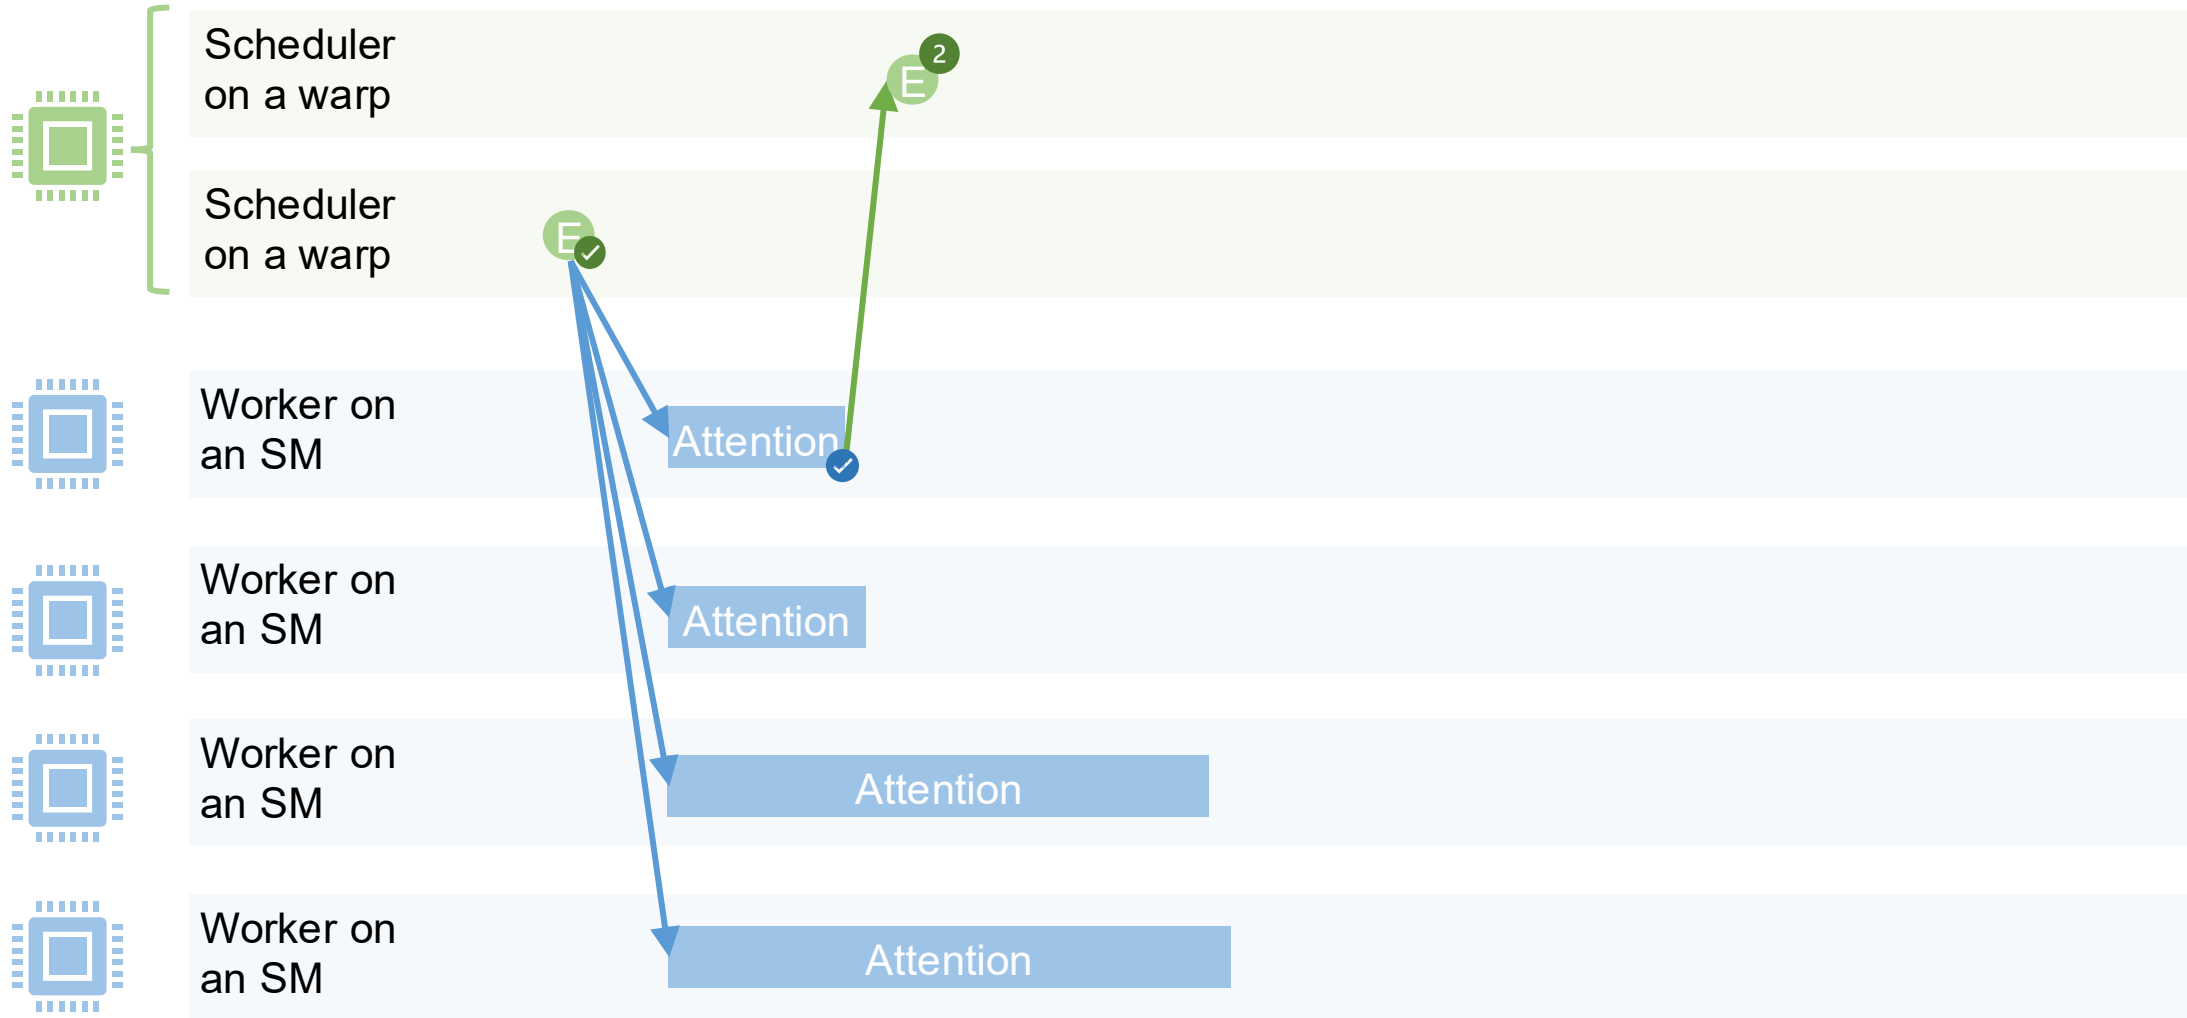 Scheduler
on a warp
E
2
Scheduler
on a warp
E
Worker on
an SM
Attention
Worker on
an SM
Attention
Worker on
an SM
Attention
Worker on
an SM
Attention